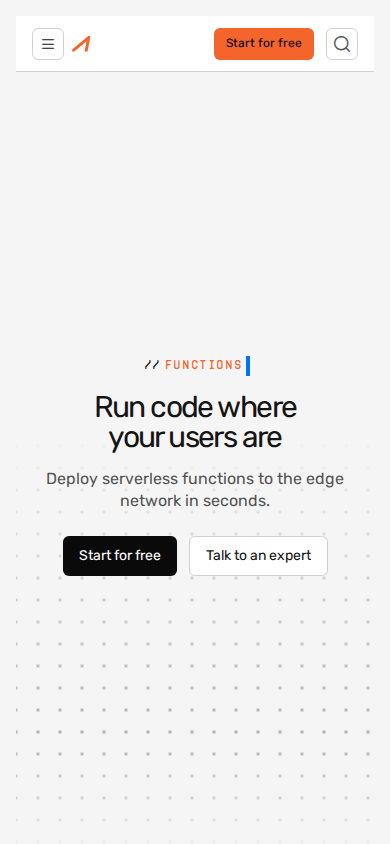 Start for free
// FUNCTIONS
Run code where
your users are
Deploy serverless functions to the edge
network in seconds.
Start for free
Talk to an expert